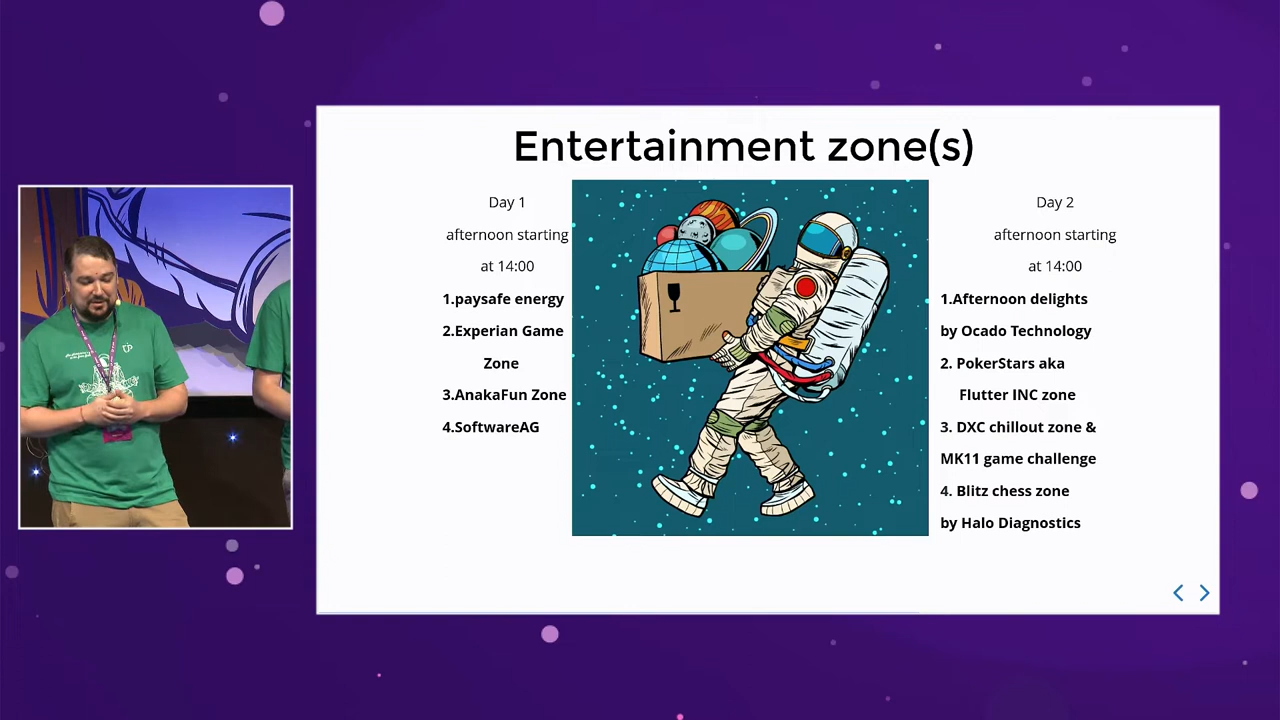 Entertainment zone(s)
Day 1
afternoon starting
at 14:00
1.paysafe energy
2.Experian Game
Zone
3.AnakaFun Zone
4.SoftwareAG
Day 2
afternoon starting
at 14:00
1.Afternoon delights
by Ocado Technology
2. PokerStars aka
Flutter INC zone
3. DXC chillout zone &
MK11 game challenge
4. Blitz chess zone
by Halo Diagnostics